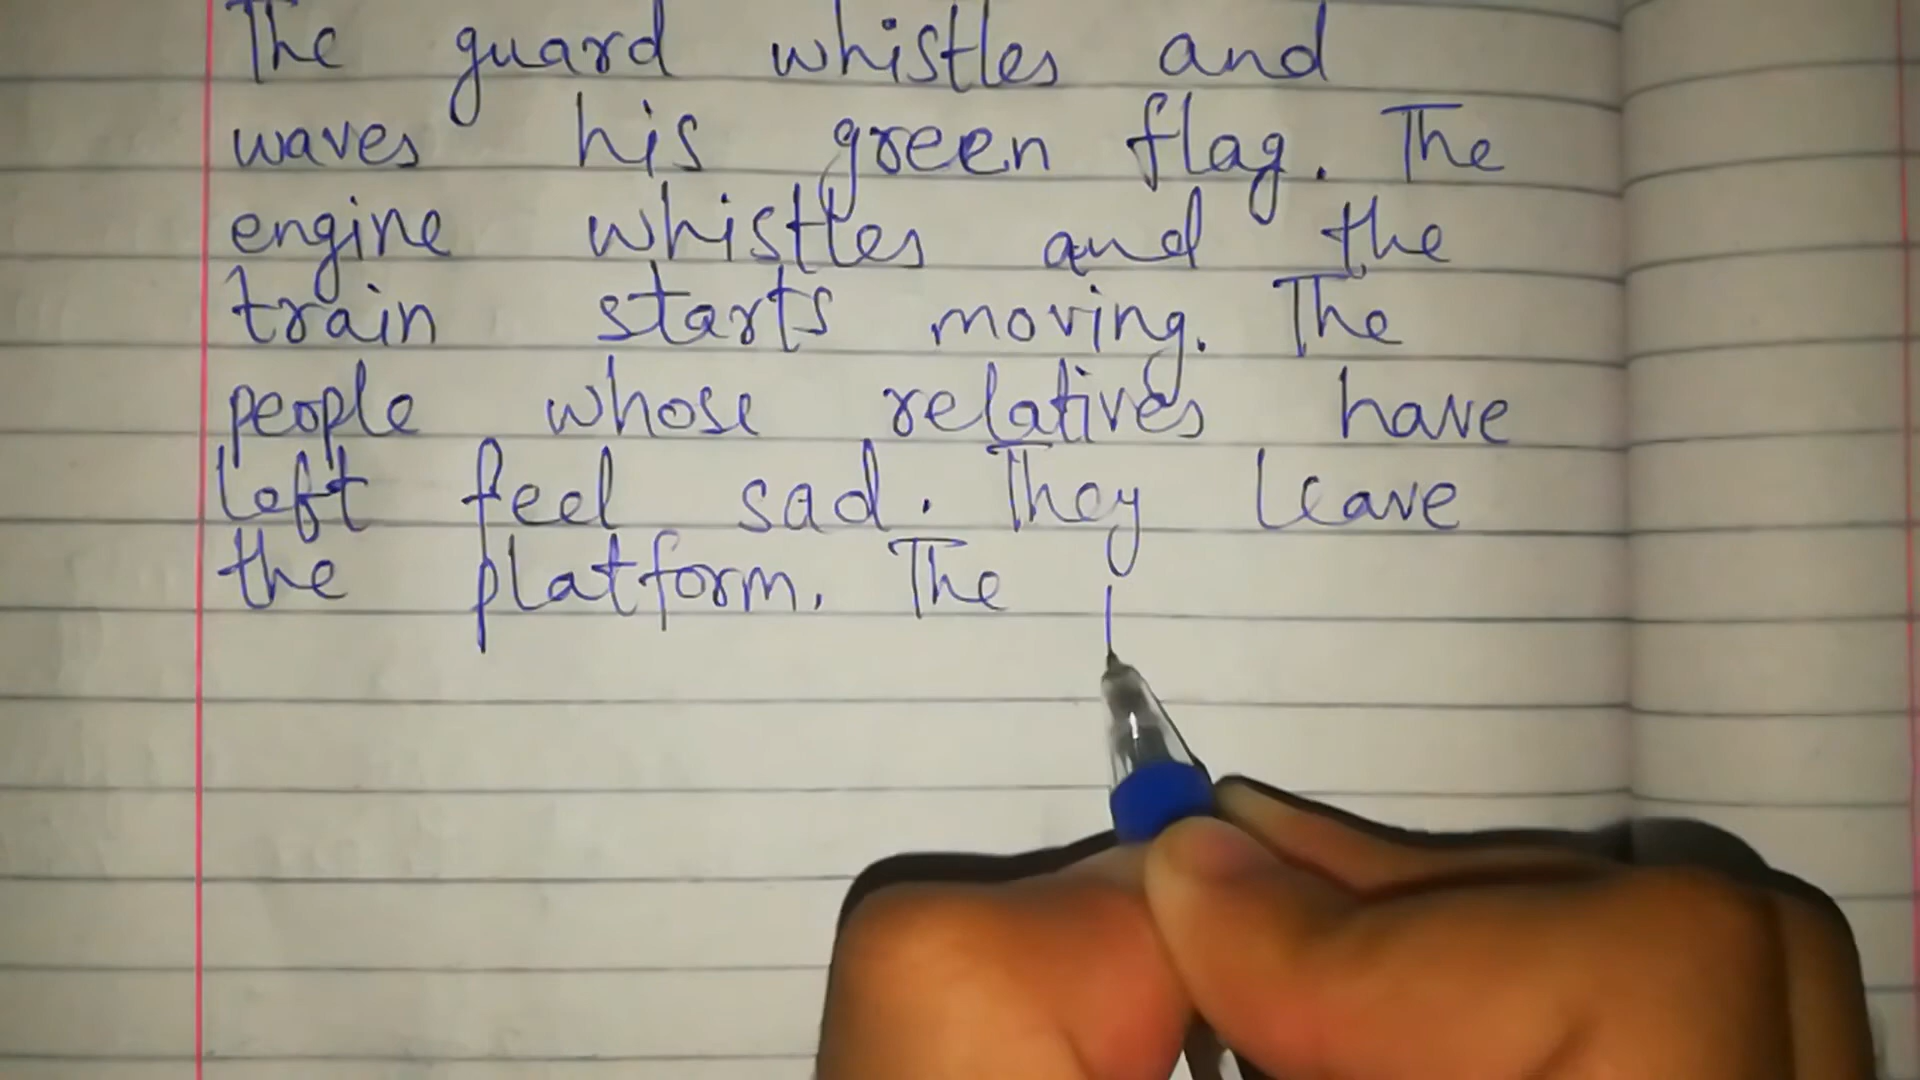 The guard whistles and
waves his green flag. The
engine whistles and the
train starts moving. The
people whose relatives have
left feel sad. They leave
the platform. The